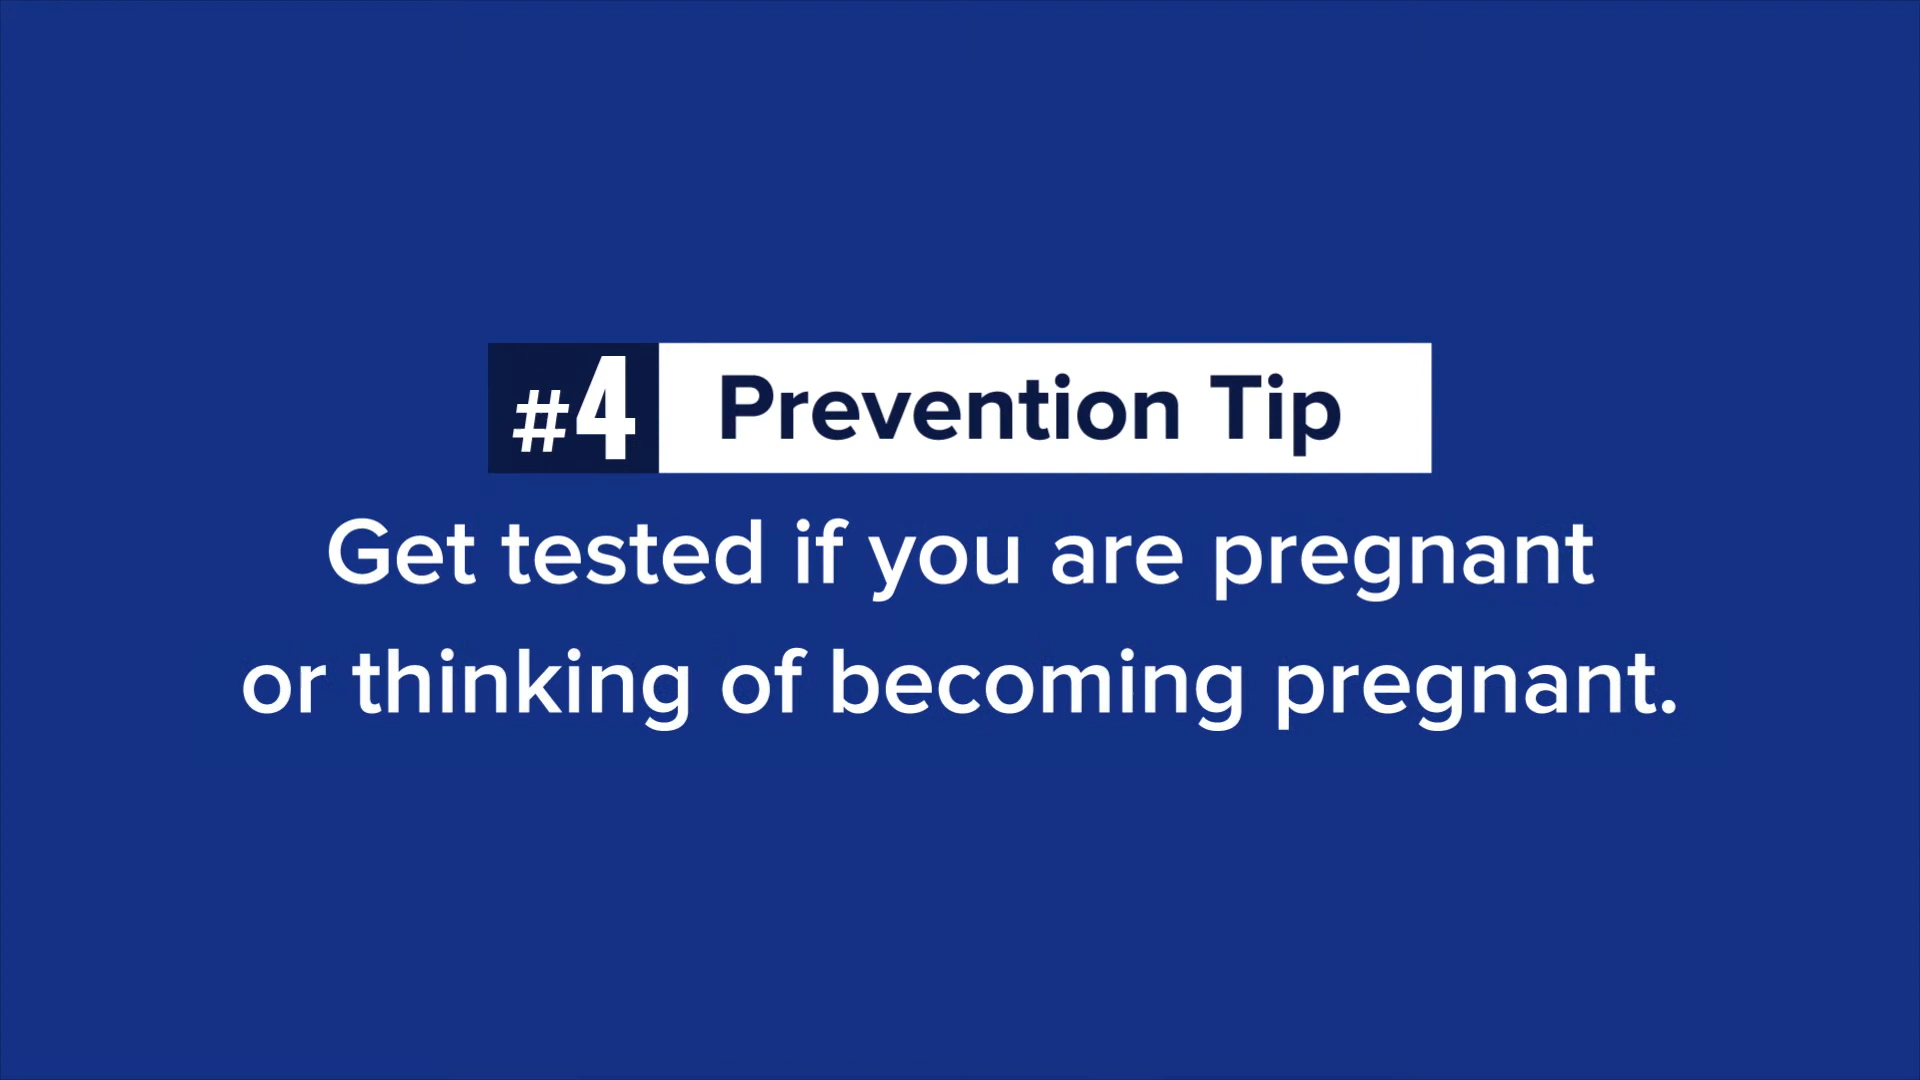 #4 Prevention Tip
Get tested if you are pregnant
or thinking of becoming pregnant.